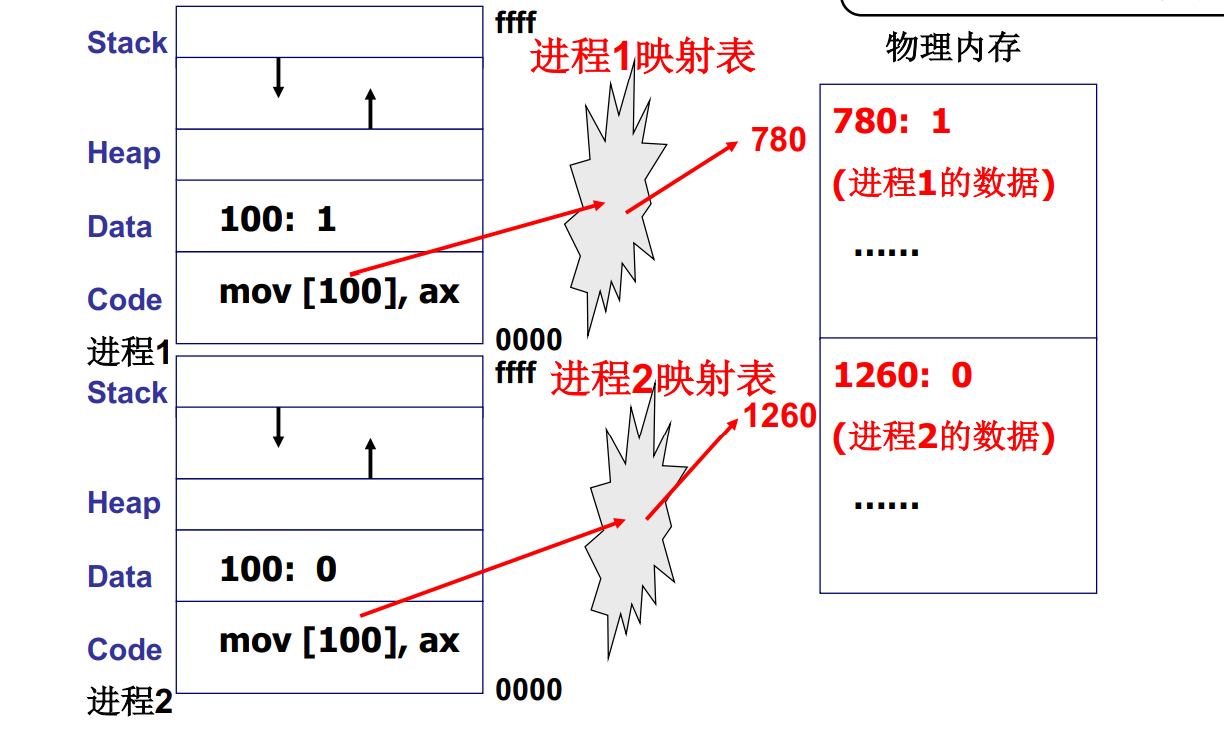 Stack
ffff
进程1映射表
物理内存
780
780: 1
(进程1的数据)
......
Heap
Data
100: 1
Code
mov [100], ax
0000
进程1
ffff
进程2映射表
1260
1260: 0
(进程2的数据)
......
Stack
Heap
Data
100: 0
Code
mov [100], ax
0000
进程2